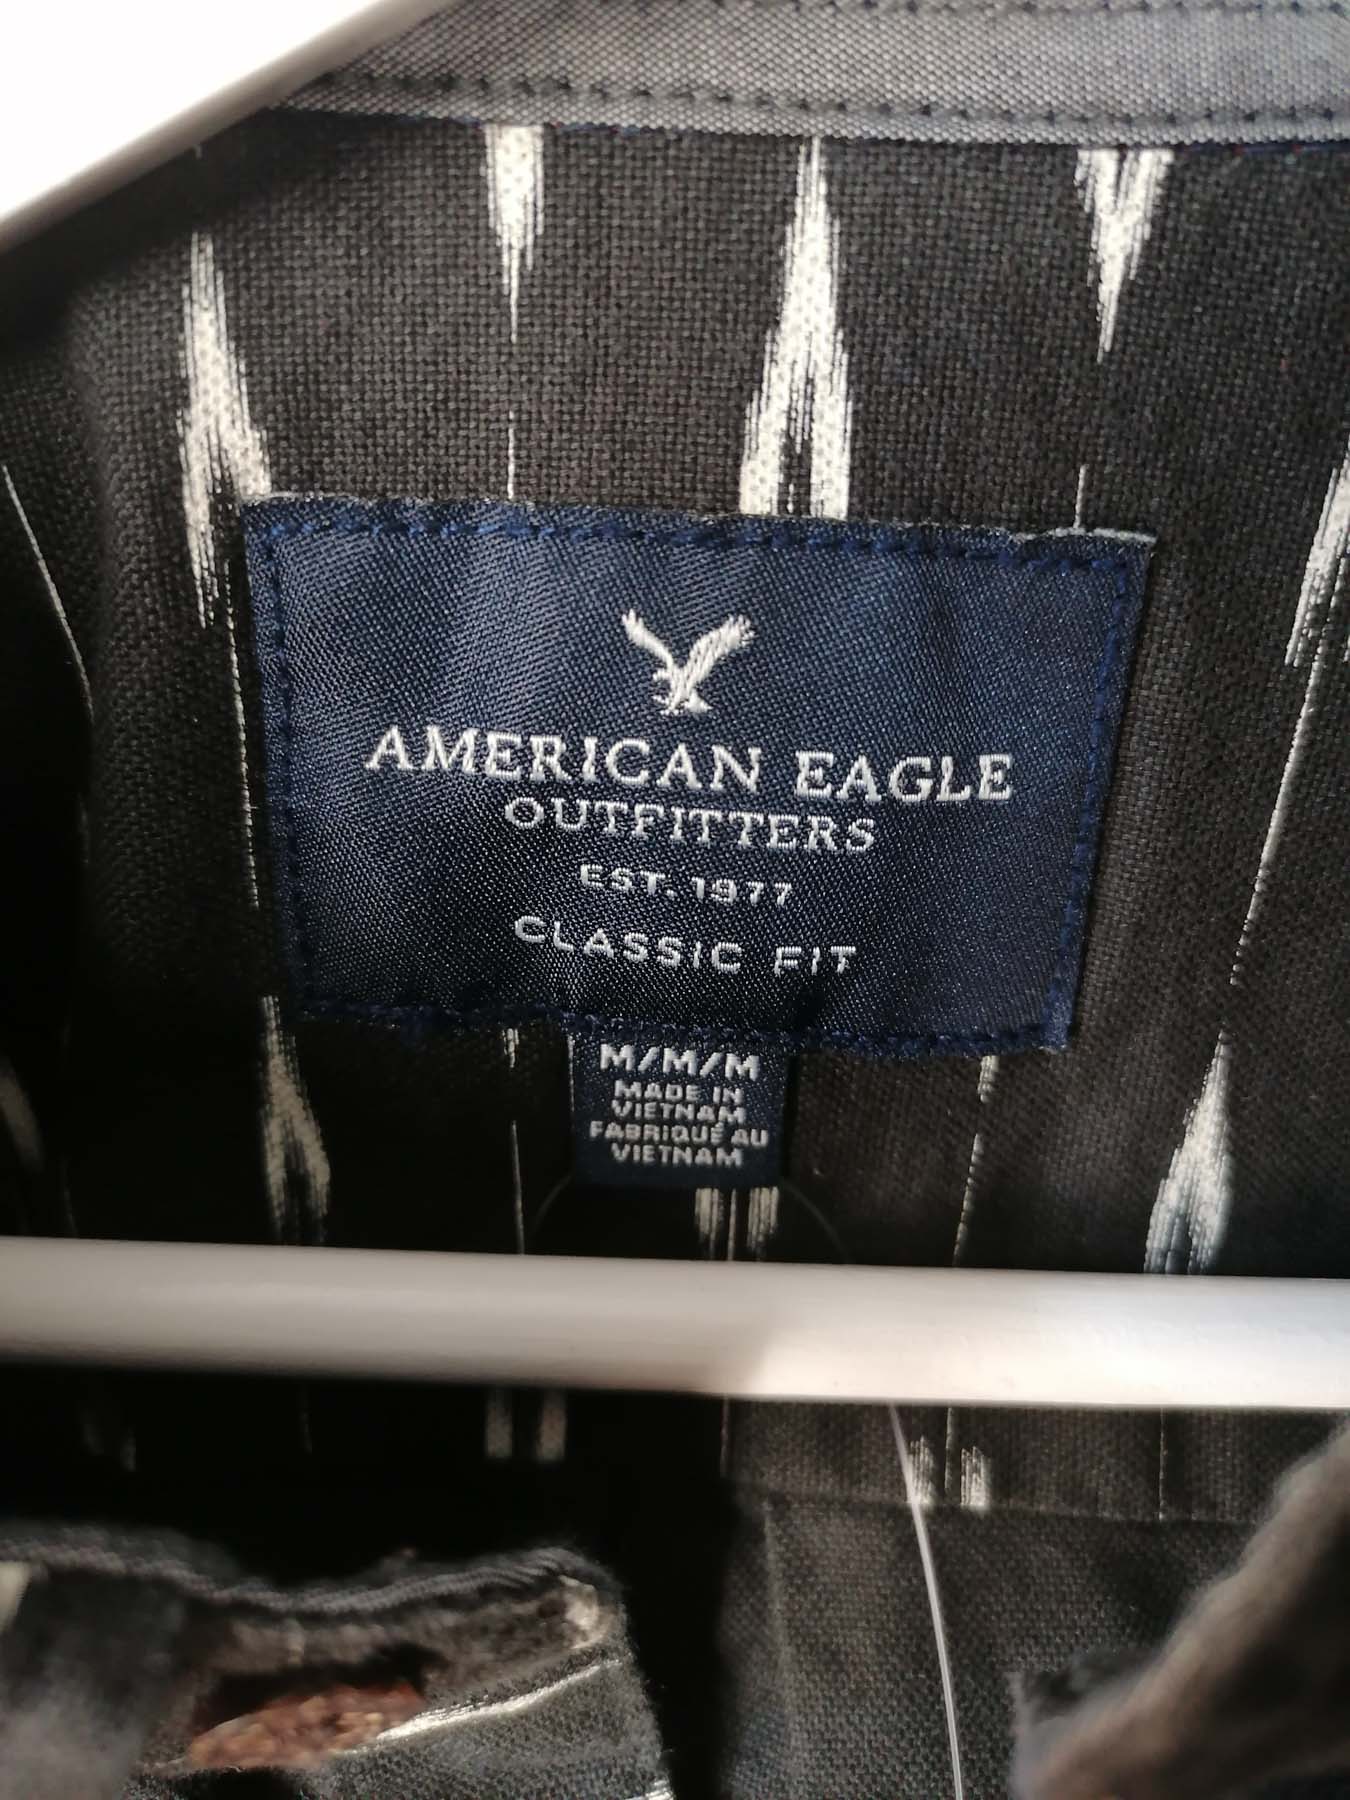 AMERICAN EAGLE
OUTFITTERS
EST. 1977
CLASSIC FIT
M/M/M
MADE IN
VIETNAM
FABRIQUÉ AU
VIETNAM